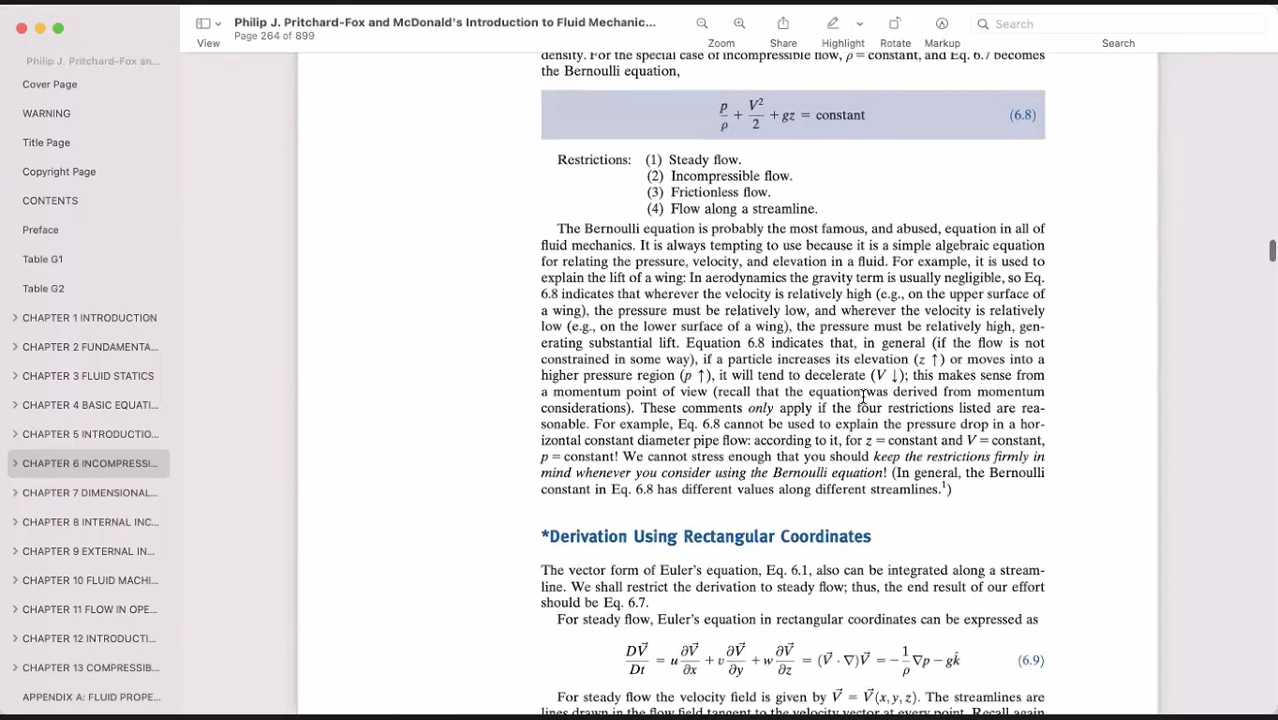 Philip J. Pritchard-Fox and McDonald's Introduction to Fluid Mechanic...
Page 264 of 899
View
Zoom
Share
Highlight
Rotate
Markup
Search
Search
Philip J. Pritchard-Fox an...
Cover Page
WARNING
Title Page
Copyright Page
CONTENTS
Preface
Table G1
Table G2
CHAPTER 1 INTRODUCTION
CHAPTER 2 FUNDAMENTA...
CHAPTER 3 FLUID STATICS
CHAPTER 4 BASIC EQUATI...
CHAPTER 5 INTRODUCTIO...
CHAPTER 6 INCOMPRESSI...
CHAPTER 7 DIMENSIONAL...
CHAPTER 8 INTERNAL INC...
CHAPTER 9 EXTERNAL IN...
CHAPTER 10 FLUID MACHI...
CHAPTER 11 FLOW IN OPE...
CHAPTER 12 INTRODUCTI...
CHAPTER 13 COMPRESSIB...
APPENDIX A: FLUID PROPE...
density. For the special case of incompressible flow, ρ = constant, and Eq. 6.7 becomes
the Bernoulli equation,
p/ρ + V²/2 + gz = constant (6.8)
Restrictions: (1) Steady flow.
(2) Incompressible flow.
(3) Frictionless flow.
(4) Flow along a streamline.
The Bernoulli equation is probably the most famous, and abused, equation in all of
fluid mechanics. It is always tempting to use because it is a simple algebraic equation
for relating the pressure, velocity, and elevation in a fluid. For example, it is used to
explain the lift of a wing: In aerodynamics the gravity term is usually negligible, so Eq.
6.8 indicates that wherever the velocity is relatively high (e.g., on the upper surface of
a wing), the pressure must be relatively low, and wherever the velocity is relatively
low (e.g., on the lower surface of a wing), the pressure must be relatively high, gen-
erating substantial lift. Equation 6.8 indicates that, in general (if the flow is not
constrained in some way), if a particle increases its elevation (z ↑) or moves into a
higher pressure region (p ↑), it will tend to decelerate (V ↓); this makes sense from
a momentum point of view (recall that the equation was derived from momentum
considerations). These comments only apply if the four restrictions listed are rea-
sonable. For example, Eq. 6.8 cannot be used to explain the pressure drop in a hor-
izontal constant diameter pipe flow: according to it, for z = constant and V = constant,
p = constant! We cannot stress enough that you should keep the restrictions firmly in
mind whenever you consider using the Bernoulli equation! (In general, the Bernoulli
constant in Eq. 6.8 has different values along different streamlines.¹)
*Derivation Using Rectangular Coordinates
The vector form of Euler's equation, Eq. 6.1, also can be integrated along a stream-
line. We shall restrict the derivation to steady flow; thus, the end result of our effort
should be Eq. 6.7.
For steady flow, Euler's equation in rectangular coordinates can be expressed as
DV⃗/Dt = u ∂V⃗/∂x + v ∂V⃗/∂y + w ∂V⃗/∂z = (V⃗ · ∇)V⃗ = −1/ρ ∇p − gk̂ (6.9)
For steady flow the velocity field is given by V⃗ = V⃗(x, y, z). The streamlines are
lines drawn in the flow field tangent to the velocity vector at every point. Recall again